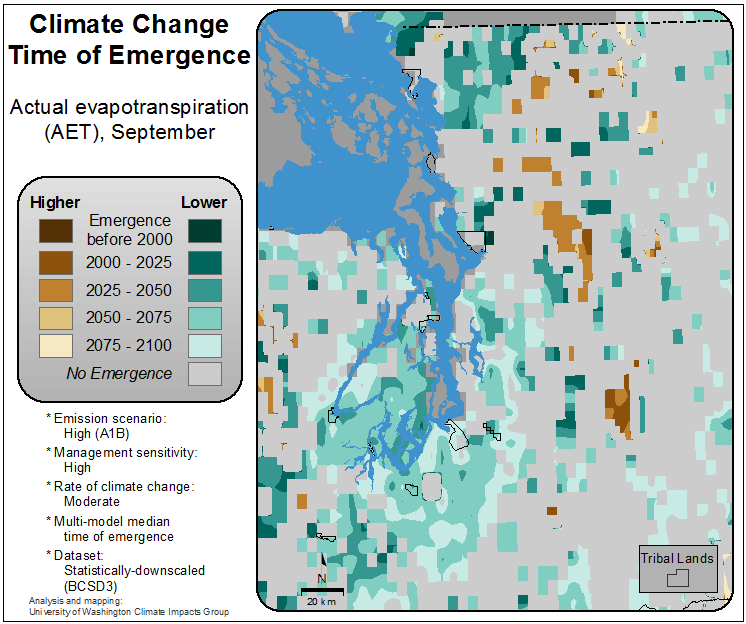 Climate Change
Time of Emergence
Actual evapotranspiration
(AET), September
Higher Lower
Emergence
before 2000
2000 - 2025
2025 - 2050
2050 - 2075
2075 - 2100
No Emergence
* Emission scenario:
High (A1B)
* Management sensitivity:
High
* Rate of climate change:
Moderate
* Multi-model median
time of emergence
* Dataset:
Statistically-downscaled
(BCSD3)
Analysis and mapping:
University of Washington Climate Impacts Group
N
20 km
Tribal Lands